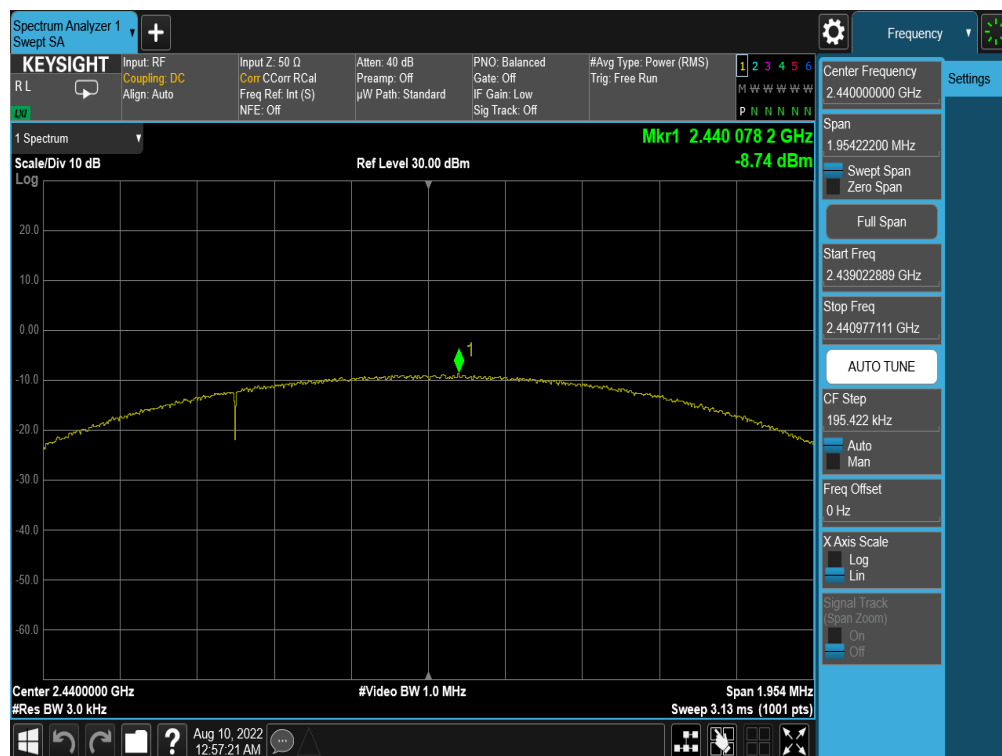 Spectrum Analyzer 1
Swept SA
+
Frequency
KEYSIGHT
R L
LXI
Input: RF
Coupling: DC
Align: Auto
Input Z: 50 Ω
Corr CCorr RCal
Freq Ref: Int (S)
NFE: Off
Atten: 40 dB
Preamp: Off
µW Path: Standard
PNO: Balanced
Gate: Off
IF Gain: Low
Sig Track: Off
#Avg Type: Power (RMS)
Trig: Free Run
1 2 3 4 5 6
M W W W W W
P N N N N N
1 Spectrum
Scale/Div 10 dB
Log
Ref Level 30.00 dBm
Mkr1 2.440 078 2 GHz
-8.74 dBm
20.0
10.0
0.00
-10.0
-20.0
-30.0
-40.0
-50.0
-60.0
1
Center 2.4400000 GHz
#Res BW 3.0 kHz
#Video BW 1.0 MHz
Span 1.954 MHz
Sweep 3.13 ms (1001 pts)
Center Frequency
2.440000000 GHz
Settings
Span
1.95422200 MHz
Swept Span
Zero Span
Full Span
Start Freq
2.439022889 GHz
Stop Freq
2.440977111 GHz
AUTO TUNE
CF Step
195.422 kHz
Auto
Man
Freq Offset
0 Hz
X Axis Scale
Log
Lin
Signal Track
(Span Zoom)
On
Off
?
Aug 10, 2022
12:57:21 AM